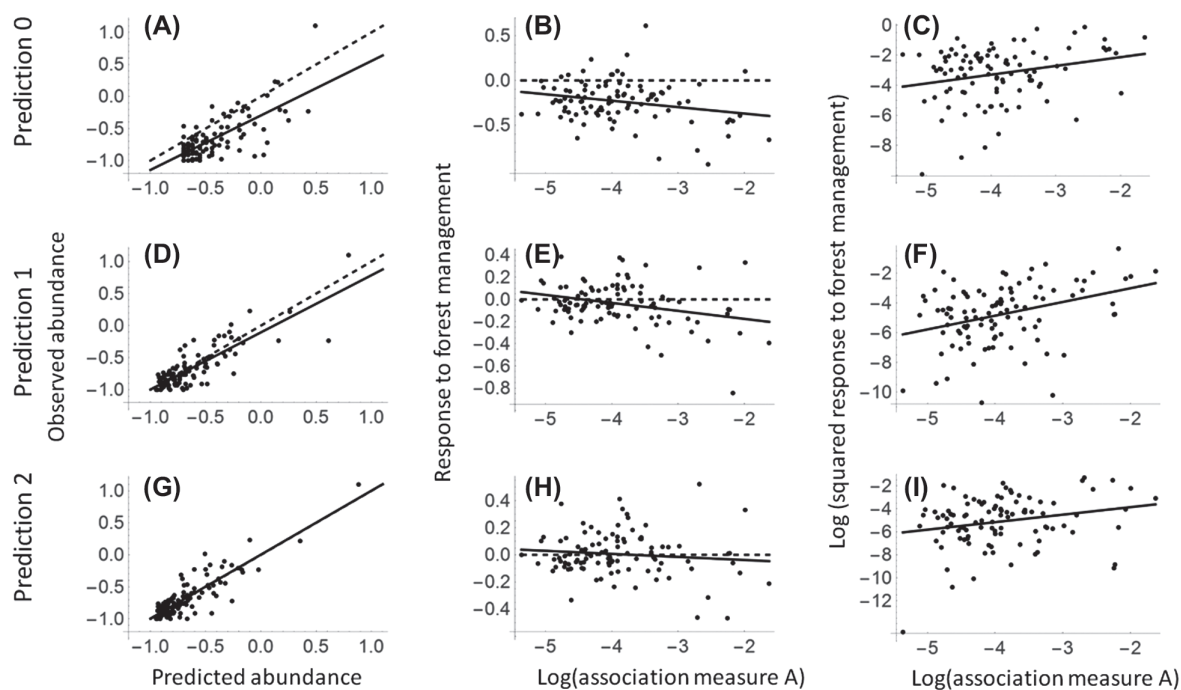 Prediction 0
Prediction 1
Prediction 2
Observed abundance
Response to forest management
Log (squared response to forest management)
(A)
1.0
0.5
0.0
−0.5
−1.0
−1.0 −0.5 0.0 0.5 1.0
(B)
0.5
0.0
−0.5
−5 −4 −3 −2
(C)
0
−2
−4
−6
−8
−5 −4 −3 −2
(D)
1.0
0.5
0.0
−0.5
−1.0
−1.0 −0.5 0.0 0.5 1.0
(E)
0.4
0.2
0.0
−0.2
−0.4
−0.6
−0.8
−5 −4 −3 −2
(F)
−2
−4
−6
−8
−10
−5 −4 −3 −2
(G)
1.0
0.5
0.0
−0.5
−1.0
−1.0 −0.5 0.0 0.5 1.0
(H)
0.4
0.2
0.0
−0.2
−0.4
−5 −4 −3 −2
(I)
−2
−4
−6
−8
−10
−12
−5 −4 −3 −2
Predicted abundance
Log(association measure A)
Log(association measure A)